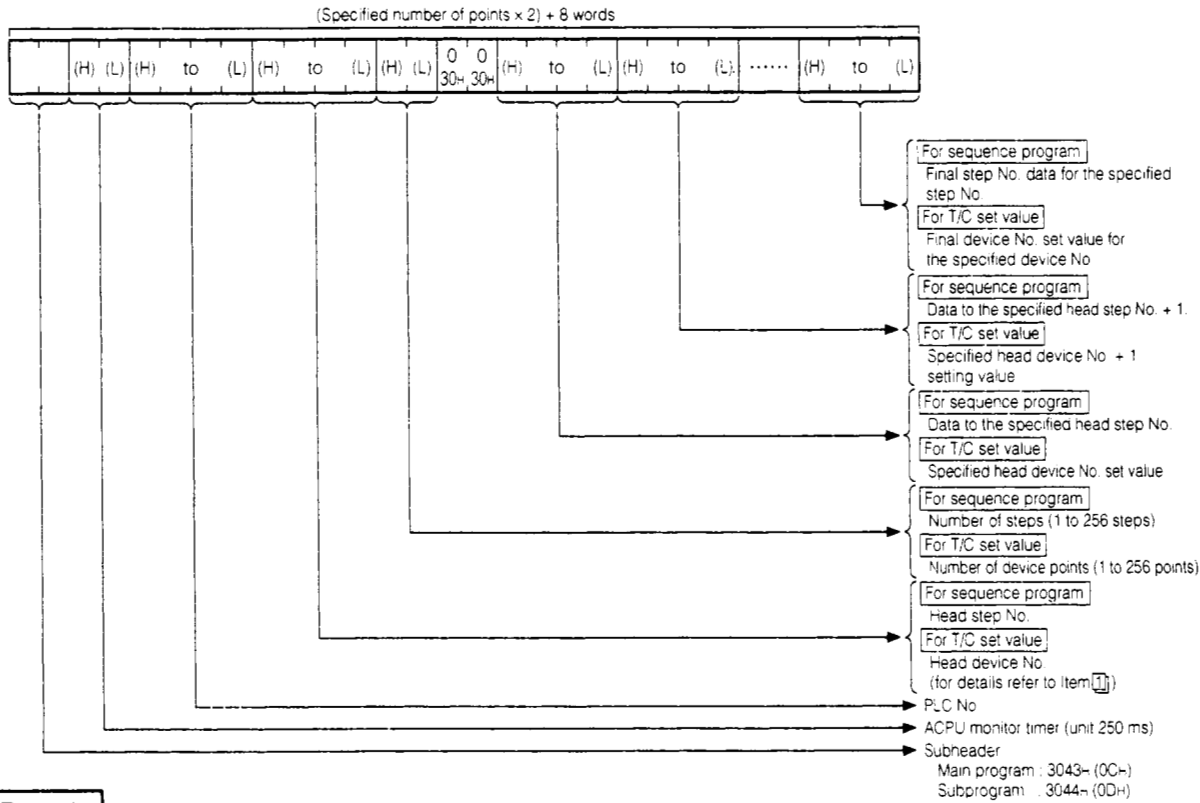 (Specified number of points x 2) + 8 words
(H) (L) (H) to (L) (H) to (L) (H) (L) 0 0 (H) to (L) (H) to (L) ...... (H) to (L)
30H 30H
For sequence program
Final step No. data for the specified
step No.
For T/C set value
Final device No. set value for
the specified device No
For sequence program
Data to the specified head step No. + 1.
For T/C set value
Specified head device No. + 1
setting value
For sequence program
Data to the specified head step No.
For T/C set value
Specified head device No. set value
For sequence program
Number of steps (1 to 256 steps)
For T/C set value
Number of device points (1 to 256 points)
For sequence program
Head step No.
For T/C set value
Head device No.
(for details refer to Item 1)
PLC No
ACPU monitor timer (unit 250 ms)
Subheader
Main program : 3043H (0CH)
Subprogram : 3044H (0DH)